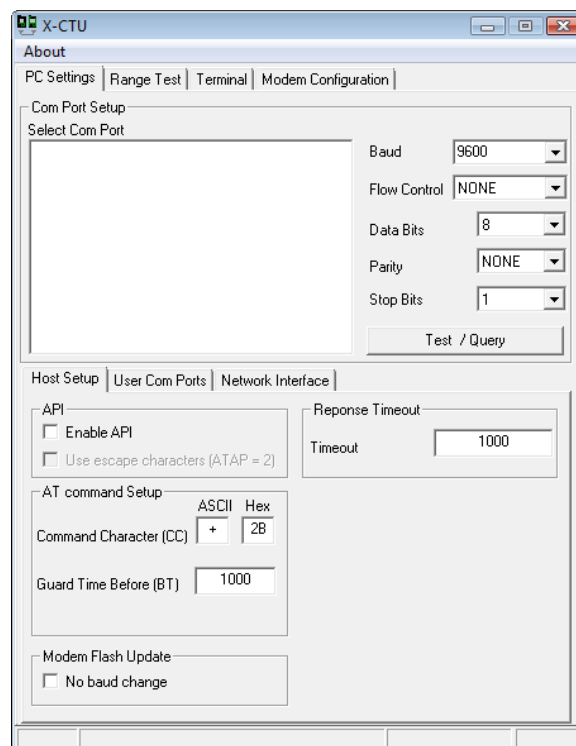 X-CTU
About
PC Settings Range Test Terminal Modem Configuration
Com Port Setup
Select Com Port
Baud 9600
Flow Control NONE
Data Bits 8
Parity NONE
Stop Bits 1
Test / Query
Host Setup User Com Ports Network Interface
API
Enable API
Use escape characters (ATAP = 2)
Reponse Timeout
Timeout 1000
AT command Setup
ASCII Hex
Command Character (CC) + 2B
Guard Time Before (BT) 1000
Modem Flash Update
No baud change